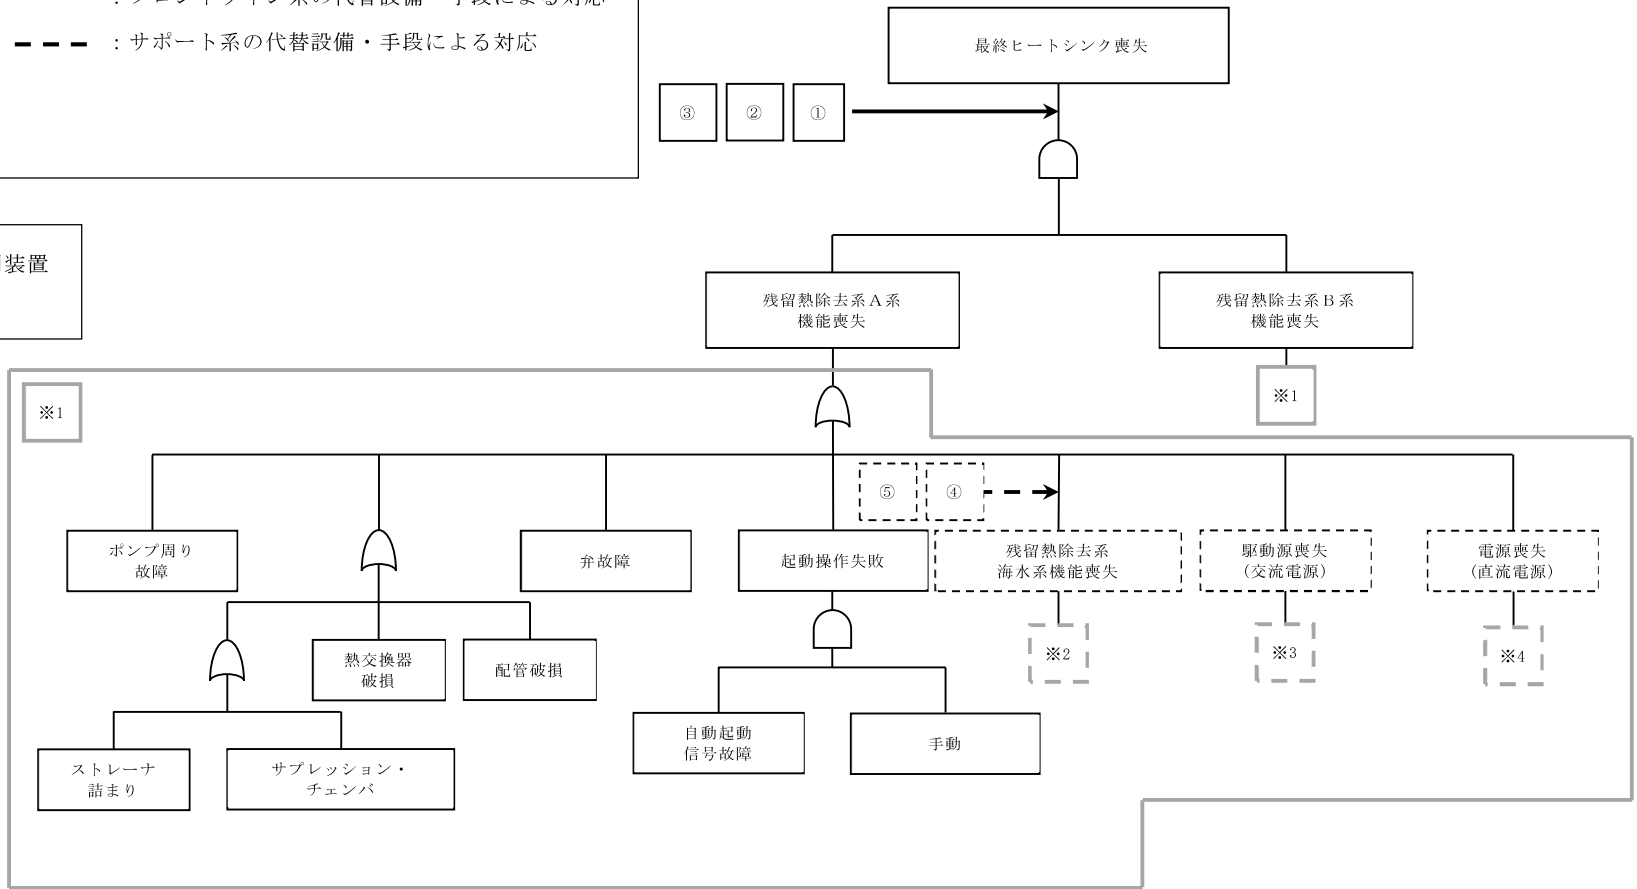 ：サポート系の代替設備・手段による対応
最終ヒートシンク喪失
③ ② ①
装置
残留熱除去系Ａ系
機能喪失
残留熱除去系Ｂ系
機能喪失
※1
※1
⑤ ④
ポンプ周り
故障
弁故障
起動操作失敗
残留熱除去系
海水系機能喪失
駆動源喪失
（交流電源）
電源喪失
（直流電源）
熱交換器
破損
配管破損
※2
※3
※4
自動起動
信号故障
手動
ストレーナ
詰まり
サプレッション・
チェンバ